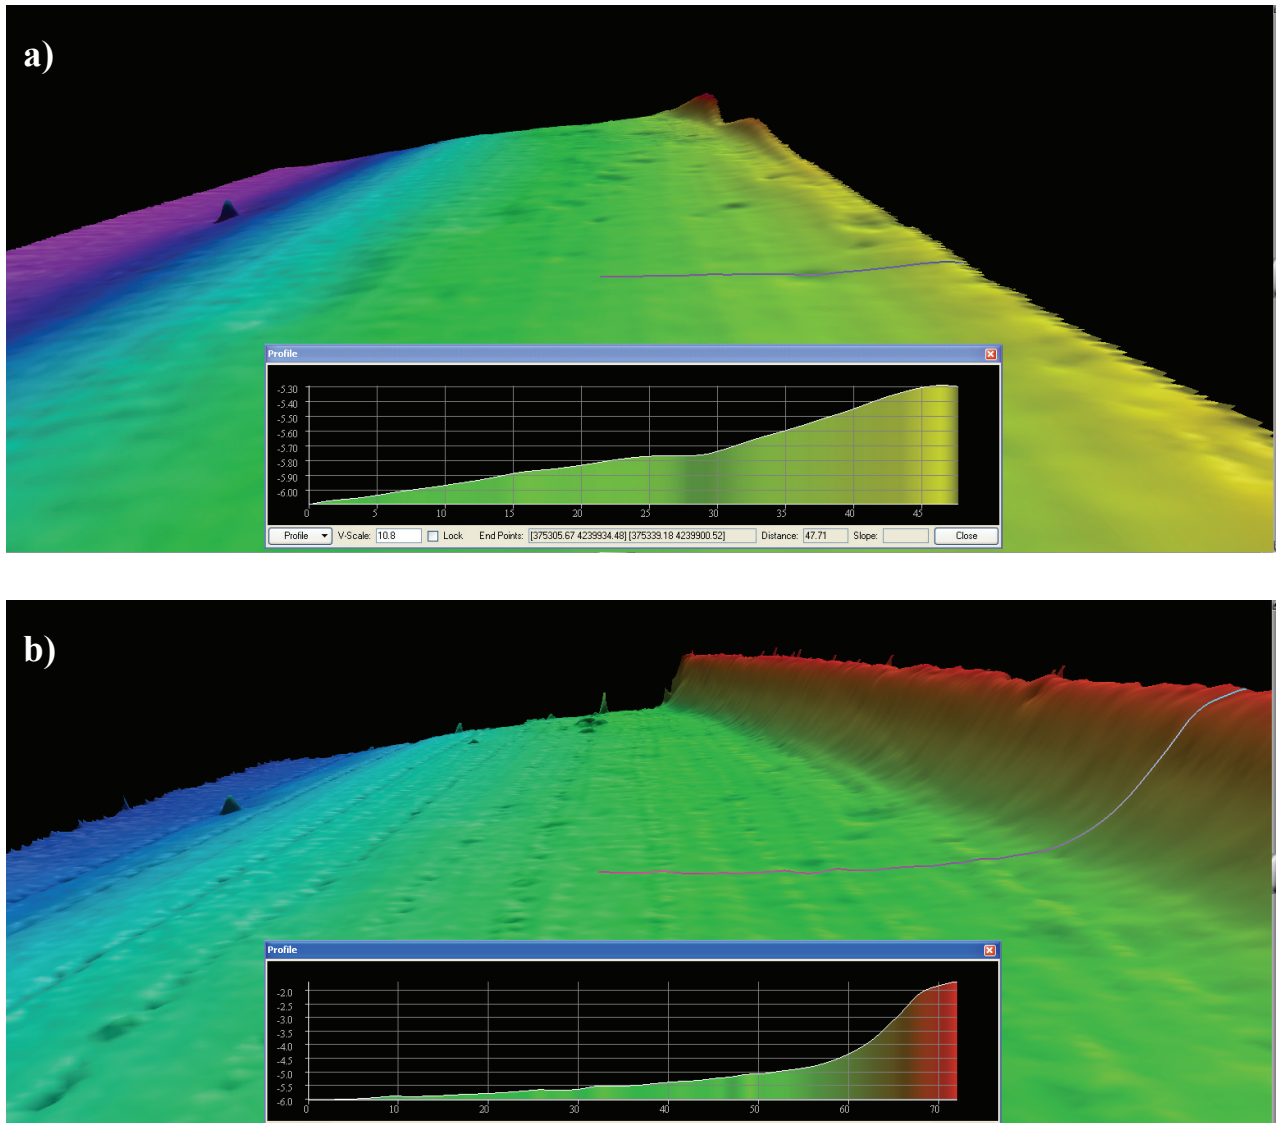 a)
Profile
-5.30
-5.40
-5.50
-5.60
-5.70
-5.80
-5.90
-6.00
0 5 10 15 20 25 30 35 40 45
Profile V-Scale: 10.8 Lock End Points: [375305.67 4239934.48] [375339.18 4239900.52] Distance: 47.71 Slope: Close
b)
Profile
-2.0
-2.5
-3.0
-3.5
-4.0
-4.5
-5.0
-5.5
-6.0
0 10 20 30 40 50 60 70